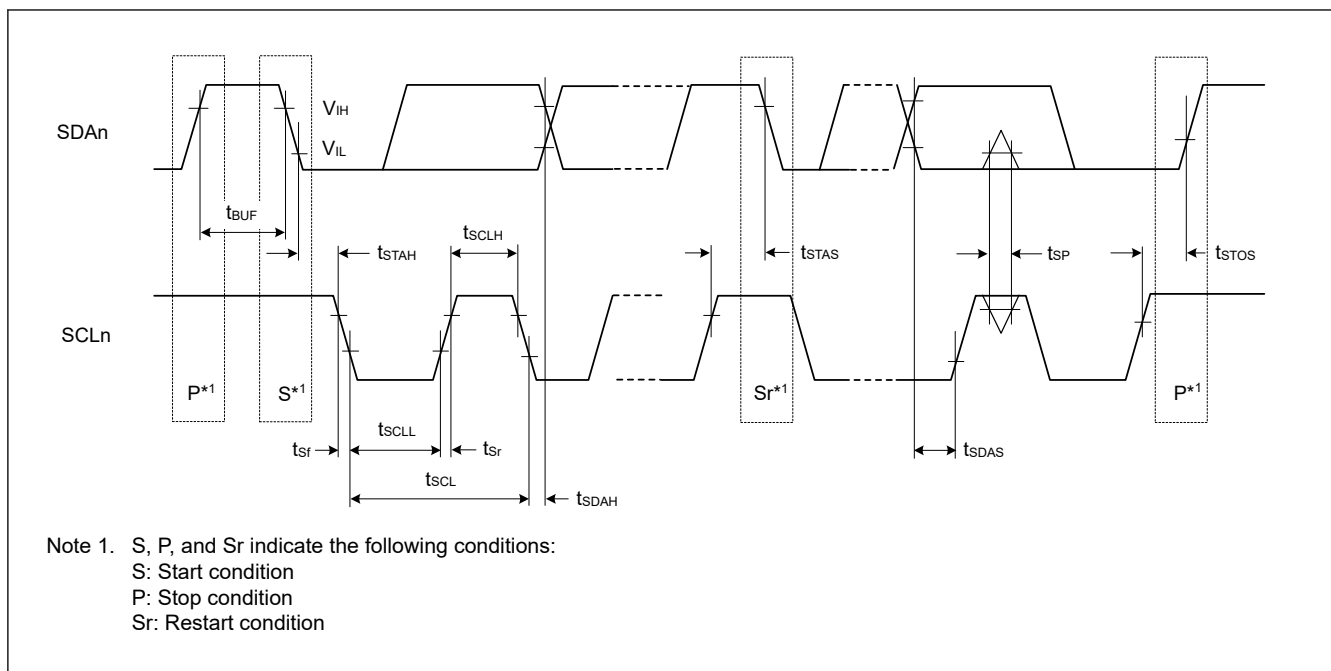 SDAn
VIH
VIL
tBUF
tSTAH
tSCLH
tSTAS
tSP
tSTOS
SCLn
P*1
S*1
Sr*1
P*1
tSf
tSCLL
tSr
tSCL
tSDAH
tSDAS
Note 1. S, P, and Sr indicate the following conditions:
S: Start condition
P: Stop condition
Sr: Restart condition